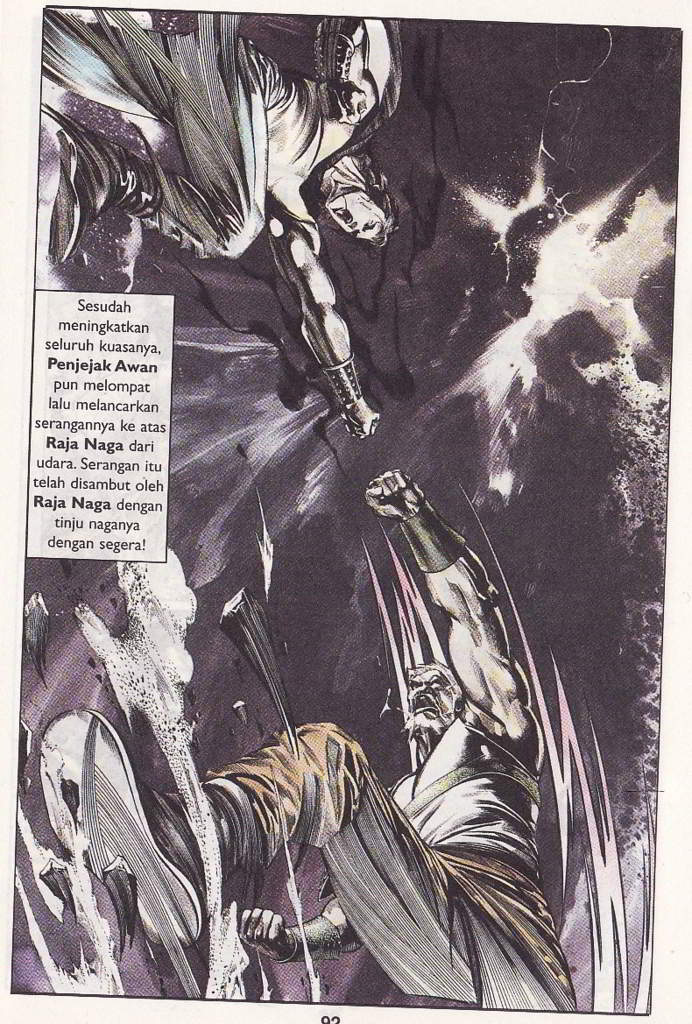 Sesudah
meningkatkan
seluruh kuasanya,
Penjejak Awan
pun melompat
lalu melancarkan
serangannya ke atas
Raja Naga dari
udara. Serangan itu
telah disambut oleh
Raja Naga dengan
tinju naganya
dengan segera!
92